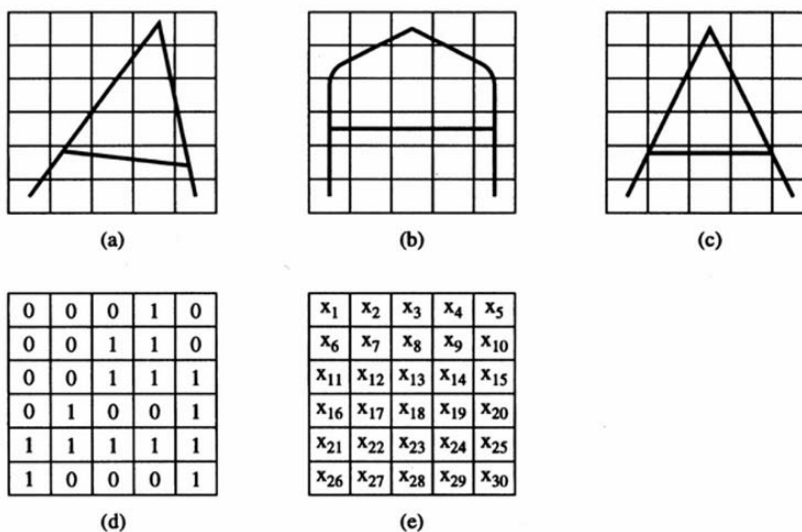 (a) (b) (c)
0 0 0 1 0
0 0 1 1 0
0 0 1 1 1
0 1 0 0 1
1 1 1 1 1
1 0 0 0 1
(d)
x₁ x₂ x₃ x₄ x₅
x₆ x₇ x₈ x₉ x₁₀
x₁₁ x₁₂ x₁₃ x₁₄ x₁₅
x₁₆ x₁₇ x₁₈ x₁₉ x₂₀
x₂₁ x₂₂ x₂₃ x₂₄ x₂₅
x₂₆ x₂₇ x₂₈ x₂₉ x₃₀
(e)